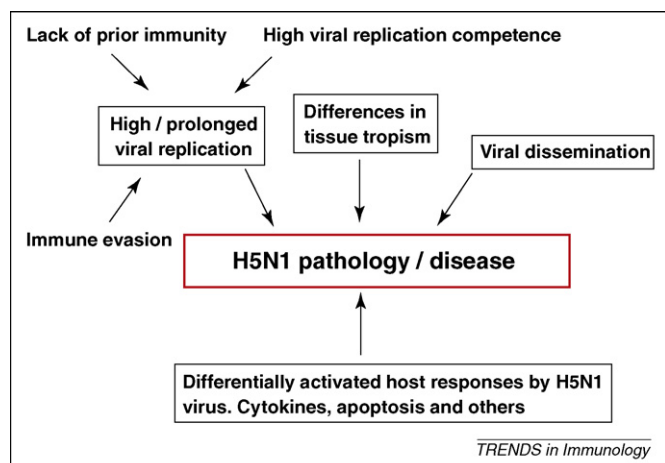 Lack of prior immunity
High viral replication competence
High / prolonged
viral replication
Differences in
tissue tropism
Viral dissemination
Immune evasion
H5N1 pathology / disease
Differentially activated host responses by H5N1
virus. Cytokines, apoptosis and others
TRENDS in Immunology